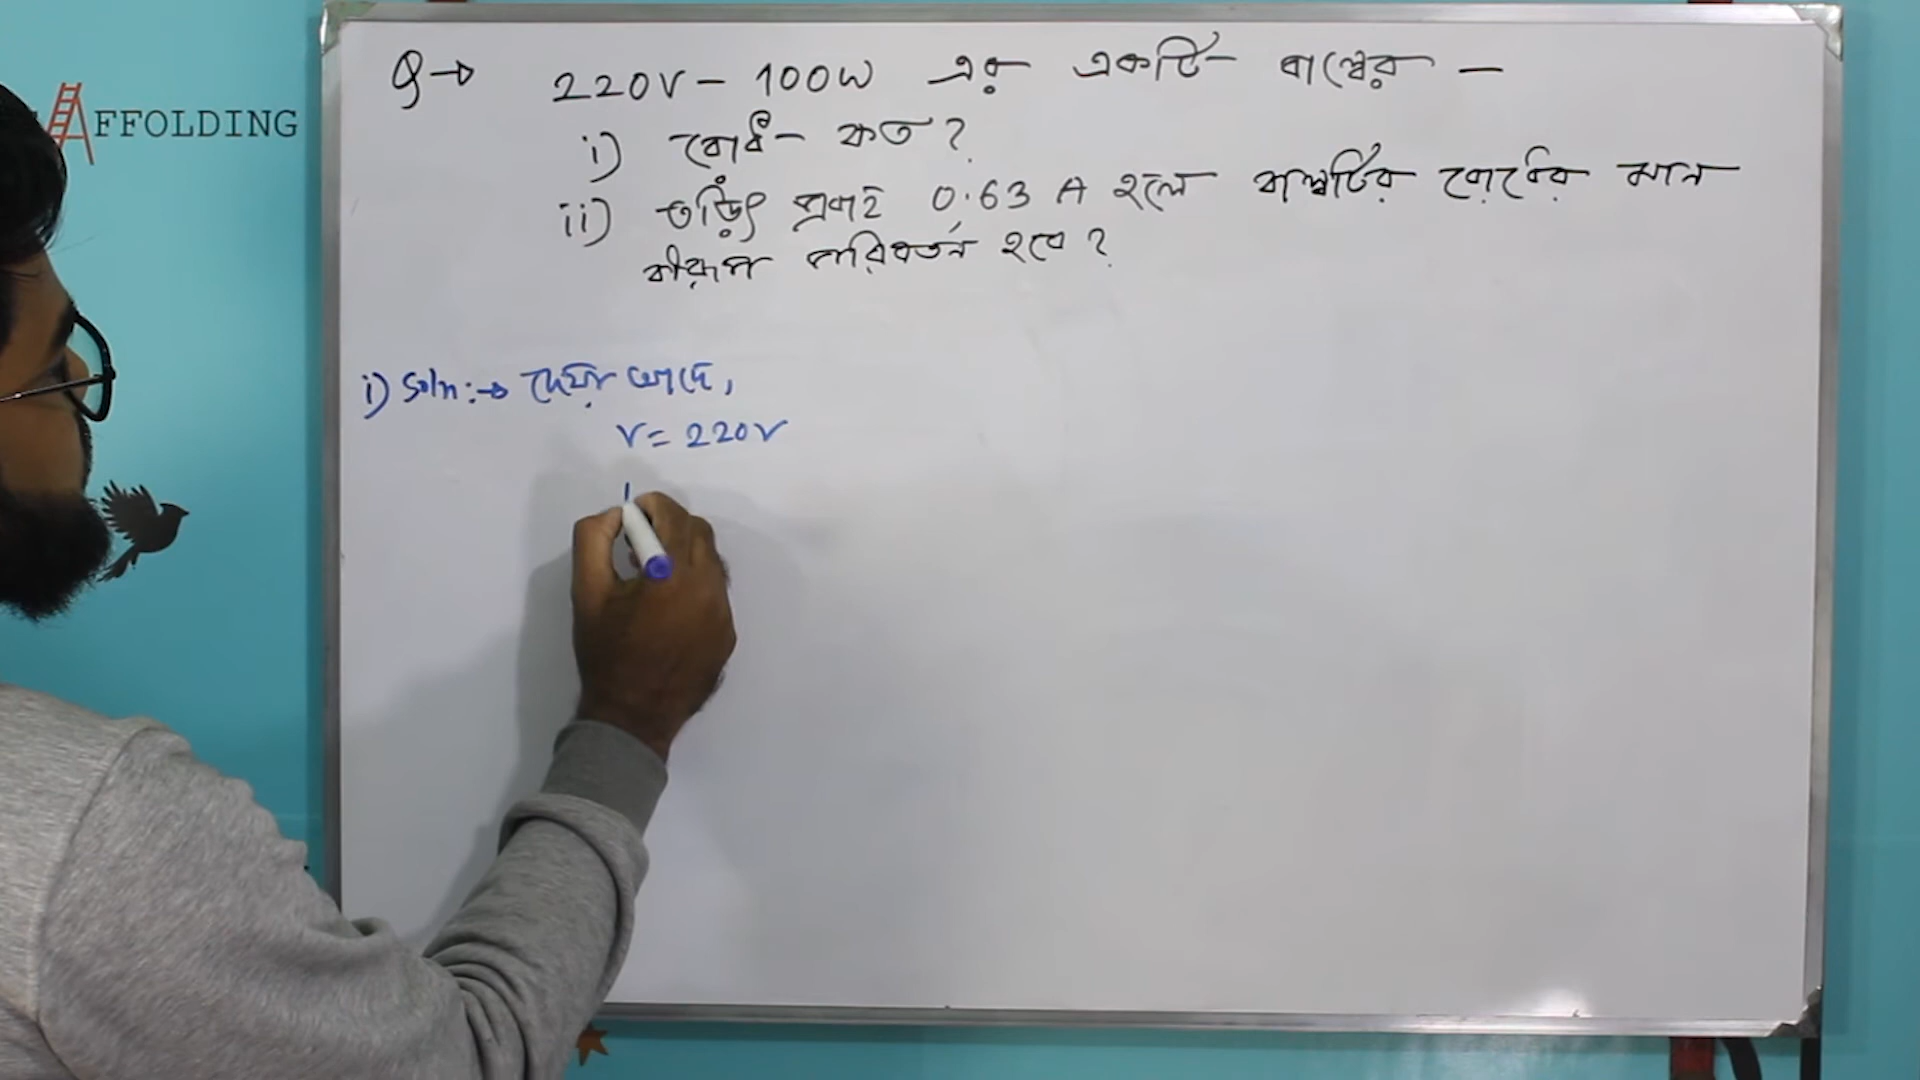 AFFOLDING
Q→ 220V - 100W এর একটি বাল্বের —
i) রোধ কত?
ii) তড়িৎ প্রবাহ 0.63 A হলে বাল্বটির রোধের মান
কীরূপ পরিবর্তন হবে?
i) Soln:→ দেয়া আছে,
V = 220V